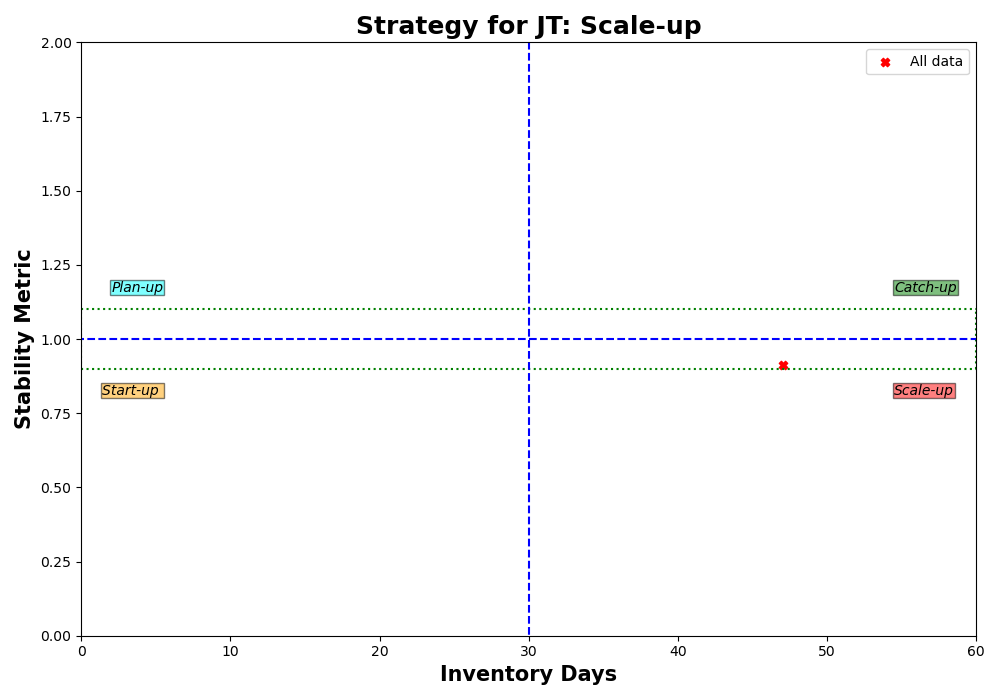 Strategy for JT: Scale-up
All data
2.00
1.75
1.50
1.25
1.00
0.75
0.50
0.25
0.00
Stability Metric
Plan-up
Catch-up
Start-up
Scale-up
0 10 20 30 40 50 60
Inventory Days